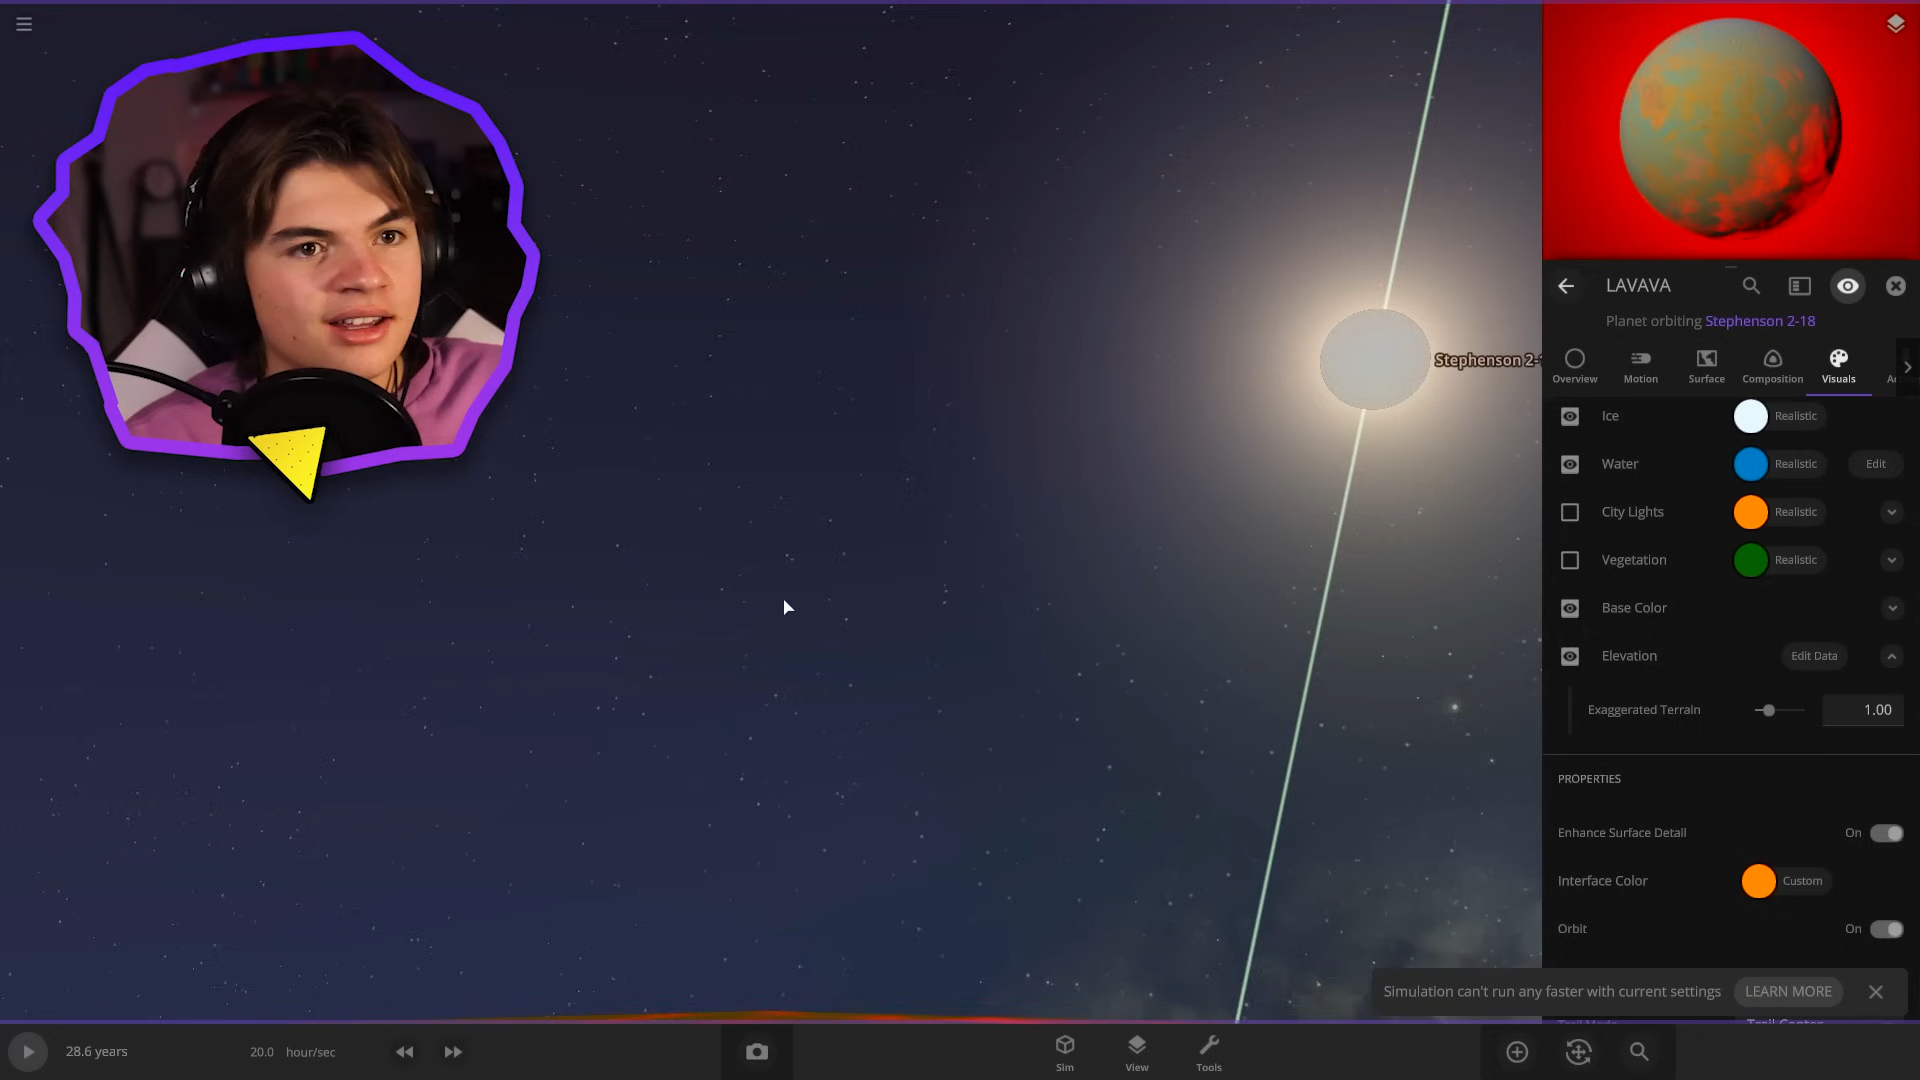 LAVAVA
Planet orbiting Stephenson 2-18
Overview
Motion
Surface
Composition
Visuals
Stephenson 2-
Ice
Realistic
Water
Realistic
Edit
City Lights
Realistic
Vegetation
Realistic
Base Color
Elevation
Edit Data
Exaggerated Terrain
1.00
PROPERTIES
Enhance Surface Detail
On
Interface Color
Custom
Orbit
On
Simulation can't run any faster with current settings
LEARN MORE
28.6 years
20.0 hour/sec
Sim
View
Tools